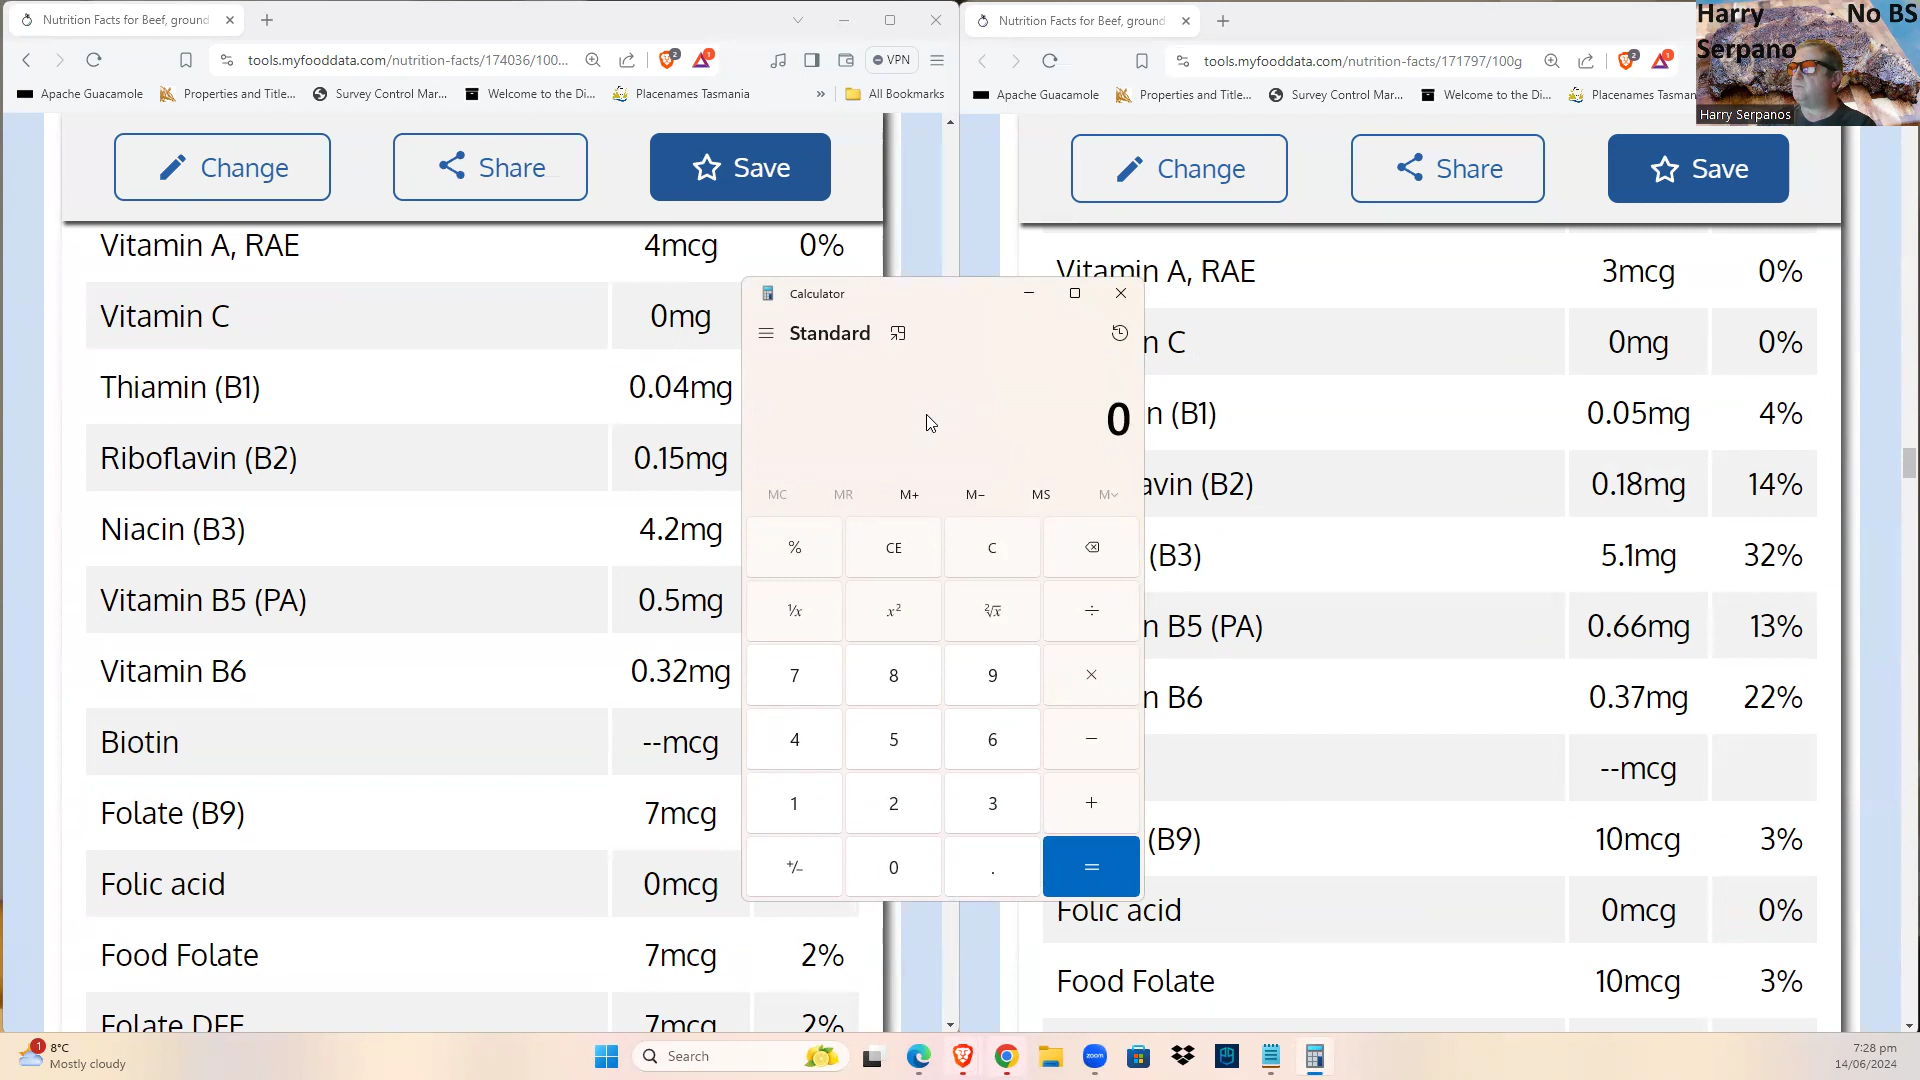 Nutrition Facts for Beef, ground
tools.myfooddata.com/nutrition-facts/174036/100...
2
1
VPN
Apache Guacamole
Properties and Title...
Survey Control Mar...
Welcome to the Di...
Placenames Tasmania
»
All Bookmarks
Change
Share
Save
Vitamin A, RAE 4mcg 0%
Vitamin C 0mg
Thiamin (B1) 0.04mg
Riboflavin (B2) 0.15mg
Niacin (B3) 4.2mg
Vitamin B5 (PA) 0.5mg
Vitamin B6 0.32mg
Biotin --mcg
Folate (B9) 7mcg
Folic acid 0mcg
Food Folate 7mcg 2%
Folate DFE 7mcg 2%
Calculator
Standard
0
MC MR M+ M− MS M
% CE C
⅟x x² ²√x ÷
7 8 9 ×
4 5 6 −
1 2 3 +
+/− 0 . =
Nutrition Facts for Beef, ground
tools.myfooddata.com/nutrition-facts/171797/100g
2
1
Apache Guacamole
Properties and Title...
Survey Control Mar...
Welcome to the Di...
Placenames Tasman
Harry No BS
Serpano
Harry Serpanos
Change
Share
Save
Vitamin A, RAE 3mcg 0%
n C 0mg 0%
n (B1) 0.05mg 4%
avin (B2) 0.18mg 14%
(B3) 5.1mg 32%
n B5 (PA) 0.66mg 13%
n B6 0.37mg 22%
--mcg
(B9) 10mcg 3%
Folic acid 0mcg 0%
Food Folate 10mcg 3%
1
8°C
Mostly cloudy
Search
zoom
7:28 pm
14/06/2024